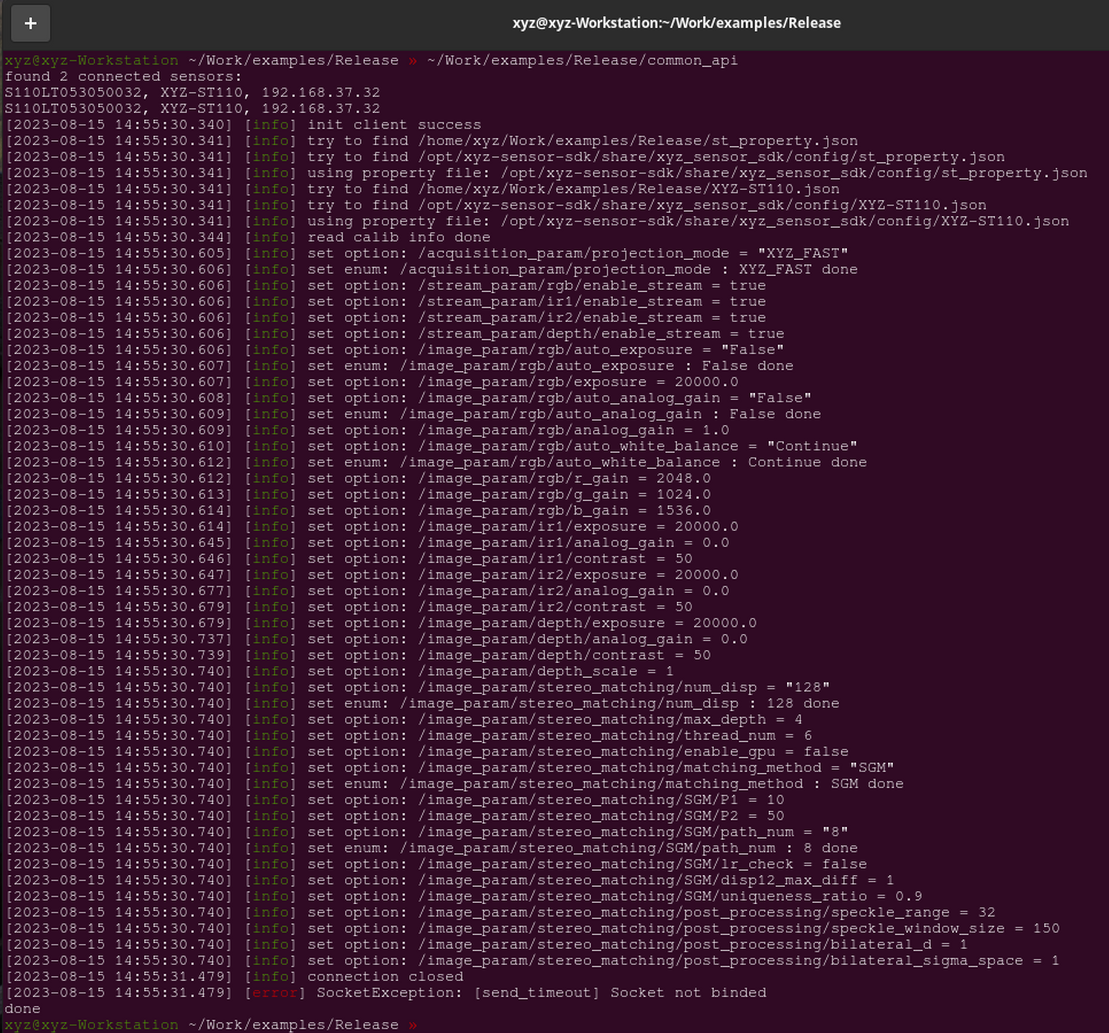 +
xyz@xyz-Workstation:~/Work/examples/Release
xyz@xyz-Workstation ~/Work/examples/Release » ~/Work/examples/Release/common_api
found 2 connected sensors:
S110LT053050032, XYZ-ST110, 192.168.37.32
S110LT053050032, XYZ-ST110, 192.168.37.32
[2023-08-15 14:55:30.340] [info] init client success
[2023-08-15 14:55:30.341] [info] try to find /home/xyz/Work/examples/Release/st_property.json
[2023-08-15 14:55:30.341] [info] try to find /opt/xyz-sensor-sdk/share/xyz_sensor_sdk/config/st_property.json
[2023-08-15 14:55:30.341] [info] using property file: /opt/xyz-sensor-sdk/share/xyz_sensor_sdk/config/st_property.json
[2023-08-15 14:55:30.341] [info] try to find /home/xyz/Work/examples/Release/XYZ-ST110.json
[2023-08-15 14:55:30.341] [info] try to find /opt/xyz-sensor-sdk/share/xyz_sensor_sdk/config/XYZ-ST110.json
[2023-08-15 14:55:30.341] [info] using property file: /opt/xyz-sensor-sdk/share/xyz_sensor_sdk/config/XYZ-ST110.json
[2023-08-15 14:55:30.344] [info] read calib info done
[2023-08-15 14:55:30.605] [info] set option: /acquisition_param/projection_mode = "XYZ_FAST"
[2023-08-15 14:55:30.606] [info] set enum: /acquisition_param/projection_mode : XYZ_FAST done
[2023-08-15 14:55:30.606] [info] set option: /stream_param/rgb/enable_stream = true
[2023-08-15 14:55:30.606] [info] set option: /stream_param/ir1/enable_stream = true
[2023-08-15 14:55:30.606] [info] set option: /stream_param/ir2/enable_stream = true
[2023-08-15 14:55:30.606] [info] set option: /stream_param/depth/enable_stream = true
[2023-08-15 14:55:30.606] [info] set option: /image_param/rgb/auto_exposure = "False"
[2023-08-15 14:55:30.607] [info] set enum: /image_param/rgb/auto_exposure : False done
[2023-08-15 14:55:30.607] [info] set option: /image_param/rgb/exposure = 20000.0
[2023-08-15 14:55:30.608] [info] set option: /image_param/rgb/auto_analog_gain = "False"
[2023-08-15 14:55:30.609] [info] set enum: /image_param/rgb/auto_analog_gain : False done
[2023-08-15 14:55:30.609] [info] set option: /image_param/rgb/analog_gain = 1.0
[2023-08-15 14:55:30.610] [info] set option: /image_param/rgb/auto_white_balance = "Continue"
[2023-08-15 14:55:30.612] [info] set enum: /image_param/rgb/auto_white_balance : Continue done
[2023-08-15 14:55:30.612] [info] set option: /image_param/rgb/r_gain = 2048.0
[2023-08-15 14:55:30.613] [info] set option: /image_param/rgb/g_gain = 1024.0
[2023-08-15 14:55:30.614] [info] set option: /image_param/rgb/b_gain = 1536.0
[2023-08-15 14:55:30.614] [info] set option: /image_param/ir1/exposure = 20000.0
[2023-08-15 14:55:30.645] [info] set option: /image_param/ir1/analog_gain = 0.0
[2023-08-15 14:55:30.646] [info] set option: /image_param/ir1/contrast = 50
[2023-08-15 14:55:30.647] [info] set option: /image_param/ir2/exposure = 20000.0
[2023-08-15 14:55:30.677] [info] set option: /image_param/ir2/analog_gain = 0.0
[2023-08-15 14:55:30.679] [info] set option: /image_param/ir2/contrast = 50
[2023-08-15 14:55:30.679] [info] set option: /image_param/depth/exposure = 20000.0
[2023-08-15 14:55:30.737] [info] set option: /image_param/depth/analog_gain = 0.0
[2023-08-15 14:55:30.739] [info] set option: /image_param/depth/contrast = 50
[2023-08-15 14:55:30.740] [info] set option: /image_param/depth_scale = 1
[2023-08-15 14:55:30.740] [info] set option: /image_param/stereo_matching/num_disp = "128"
[2023-08-15 14:55:30.740] [info] set enum: /image_param/stereo_matching/num_disp : 128 done
[2023-08-15 14:55:30.740] [info] set option: /image_param/stereo_matching/max_depth = 4
[2023-08-15 14:55:30.740] [info] set option: /image_param/stereo_matching/thread_num = 6
[2023-08-15 14:55:30.740] [info] set option: /image_param/stereo_matching/enable_gpu = false
[2023-08-15 14:55:30.740] [info] set option: /image_param/stereo_matching/matching_method = "SGM"
[2023-08-15 14:55:30.740] [info] set enum: /image_param/stereo_matching/matching_method : SGM done
[2023-08-15 14:55:30.740] [info] set option: /image_param/stereo_matching/SGM/P1 = 10
[2023-08-15 14:55:30.740] [info] set option: /image_param/stereo_matching/SGM/P2 = 50
[2023-08-15 14:55:30.740] [info] set option: /image_param/stereo_matching/SGM/path_num = "8"
[2023-08-15 14:55:30.740] [info] set enum: /image_param/stereo_matching/SGM/path_num : 8 done
[2023-08-15 14:55:30.740] [info] set option: /image_param/stereo_matching/SGM/lr_check = false
[2023-08-15 14:55:30.740] [info] set option: /image_param/stereo_matching/SGM/disp12_max_diff = 1
[2023-08-15 14:55:30.740] [info] set option: /image_param/stereo_matching/SGM/uniqueness_ratio = 0.9
[2023-08-15 14:55:30.740] [info] set option: /image_param/stereo_matching/post_processing/speckle_range = 32
[2023-08-15 14:55:30.740] [info] set option: /image_param/stereo_matching/post_processing/speckle_window_size = 150
[2023-08-15 14:55:30.740] [info] set option: /image_param/stereo_matching/post_processing/bilateral_d = 1
[2023-08-15 14:55:30.740] [info] set option: /image_param/stereo_matching/post_processing/bilateral_sigma_space = 1
[2023-08-15 14:55:31.479] [info] connection closed
[2023-08-15 14:55:31.479] [error] SocketException: [send_timeout] Socket not binded
done
xyz@xyz-Workstation ~/Work/examples/Release »